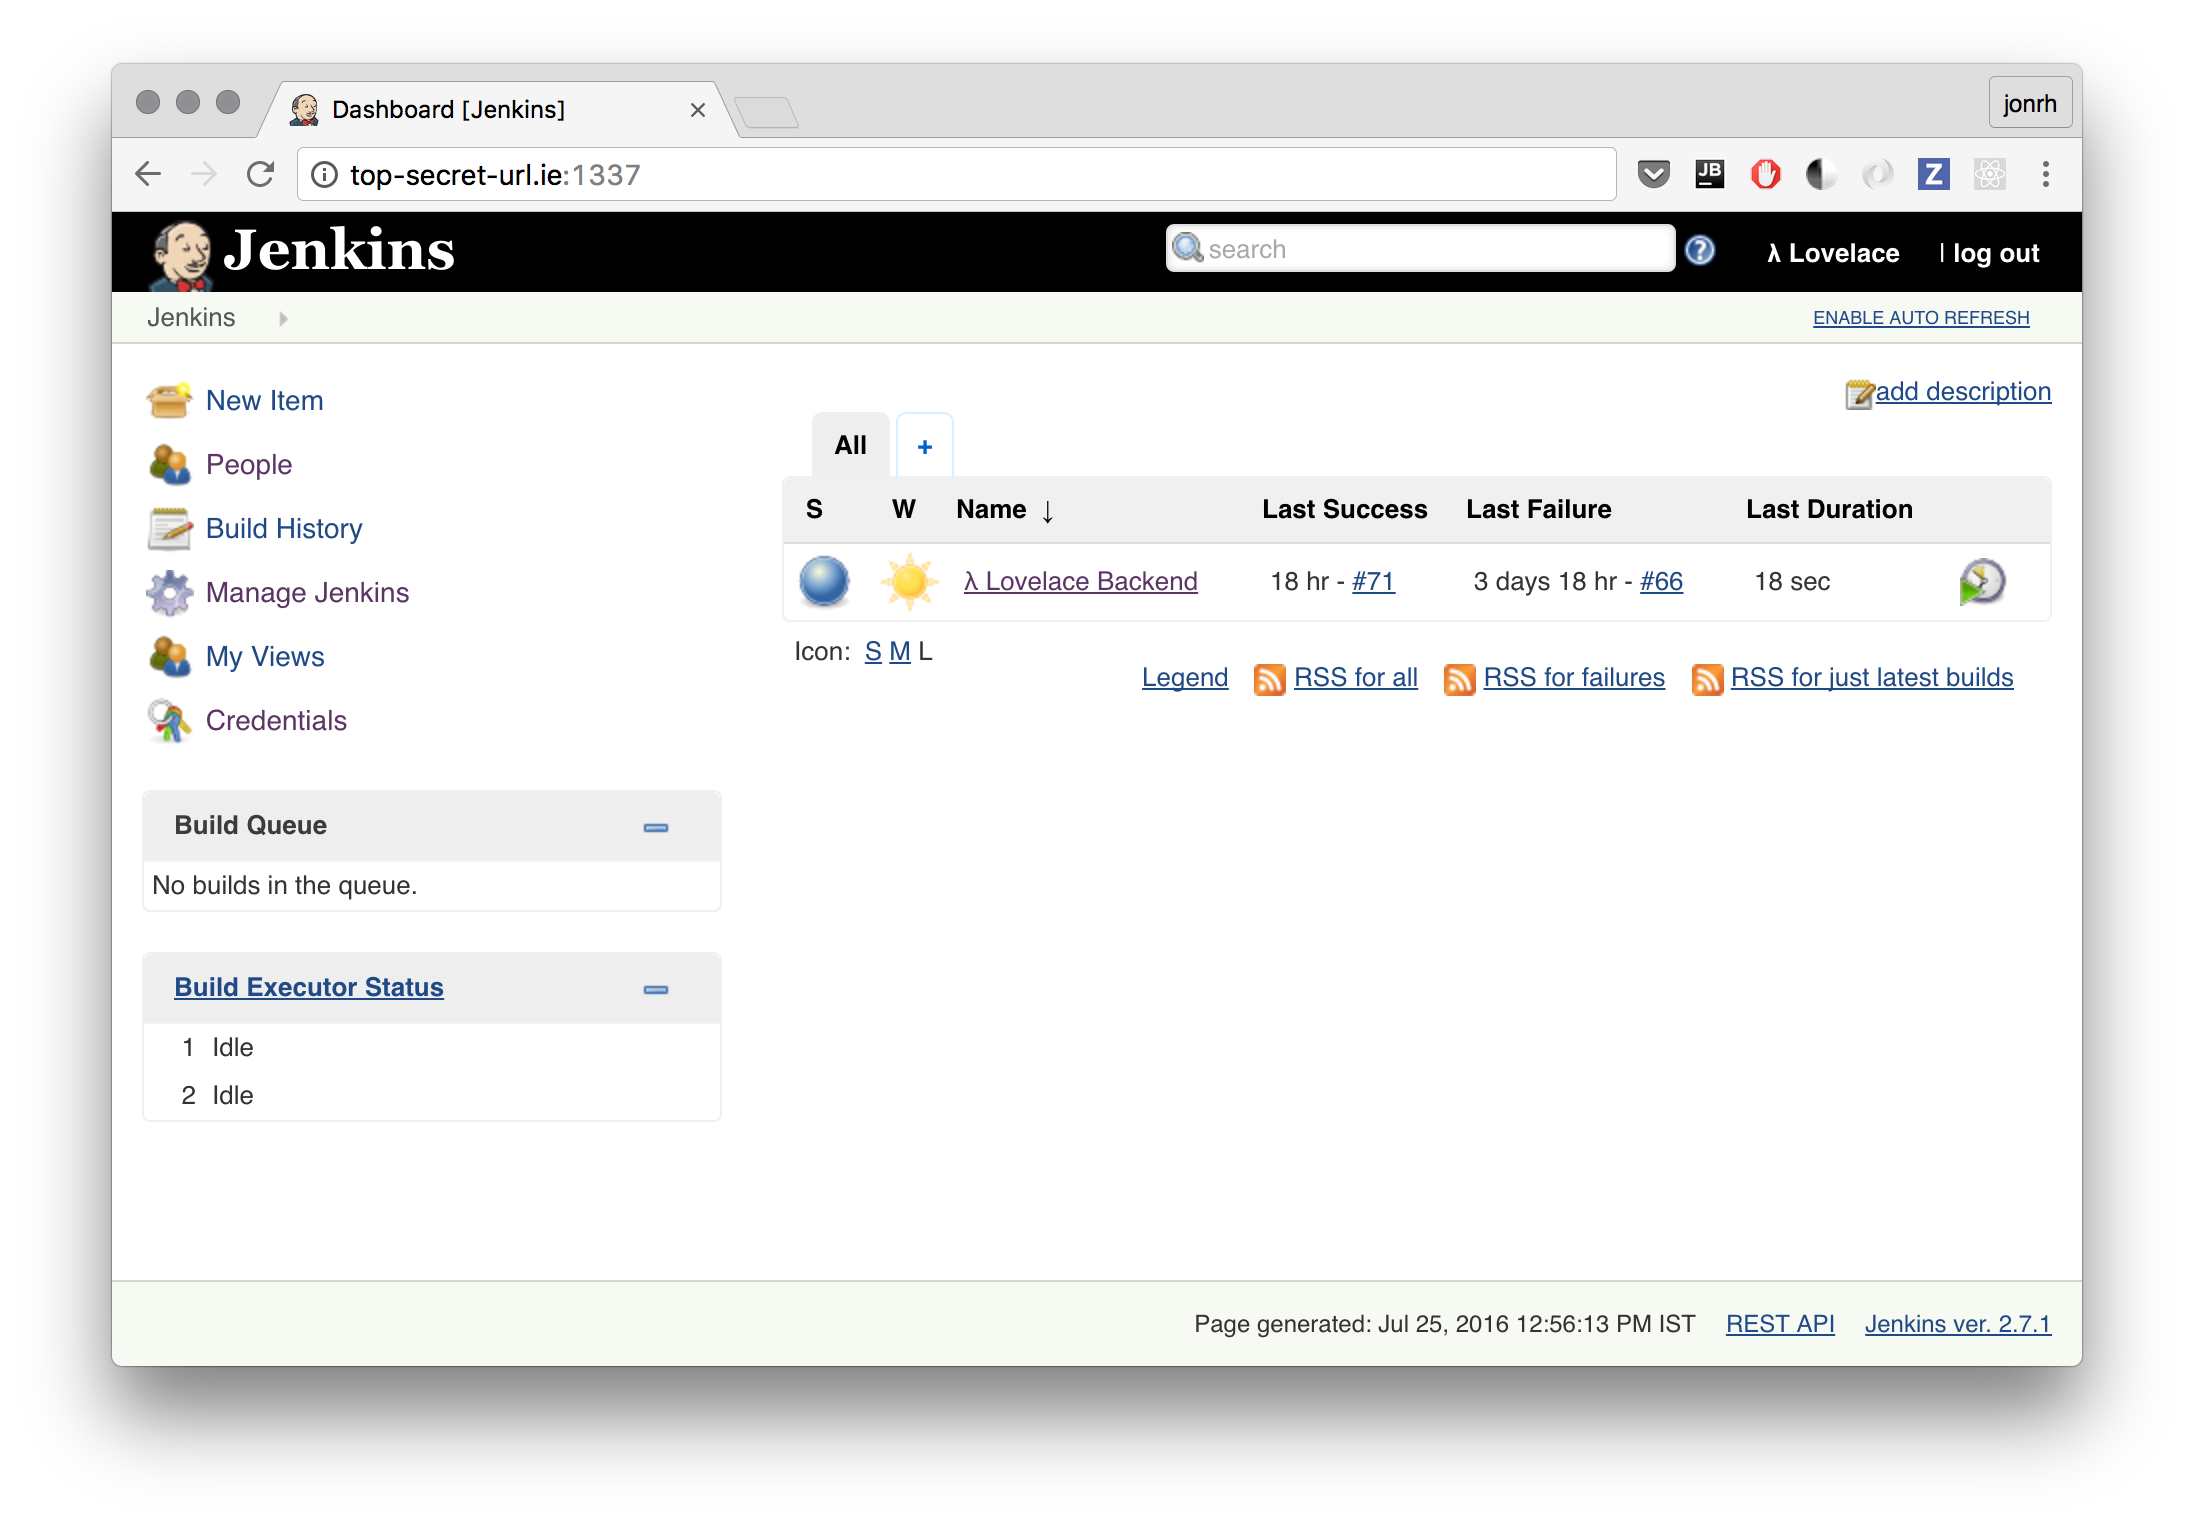 Dashboard [Jenkins]
jonrh
top-secret-url.ie:1337
JB
Z
Jenkins
search
λ Lovelace
| log out
Jenkins
ENABLE AUTO REFRESH
New Item
People
Build History
Manage Jenkins
My Views
Credentials
add description
All +
S W Name ↓ Last Success Last Failure Last Duration
λ Lovelace Backend 18 hr - #71 3 days 18 hr - #66 18 sec
Icon: S M L
Legend RSS for all RSS for failures RSS for just latest builds
Build Queue
No builds in the queue.
Build Executor Status
1 Idle
2 Idle
Page generated: Jul 25, 2016 12:56:13 PM IST REST API Jenkins ver. 2.7.1